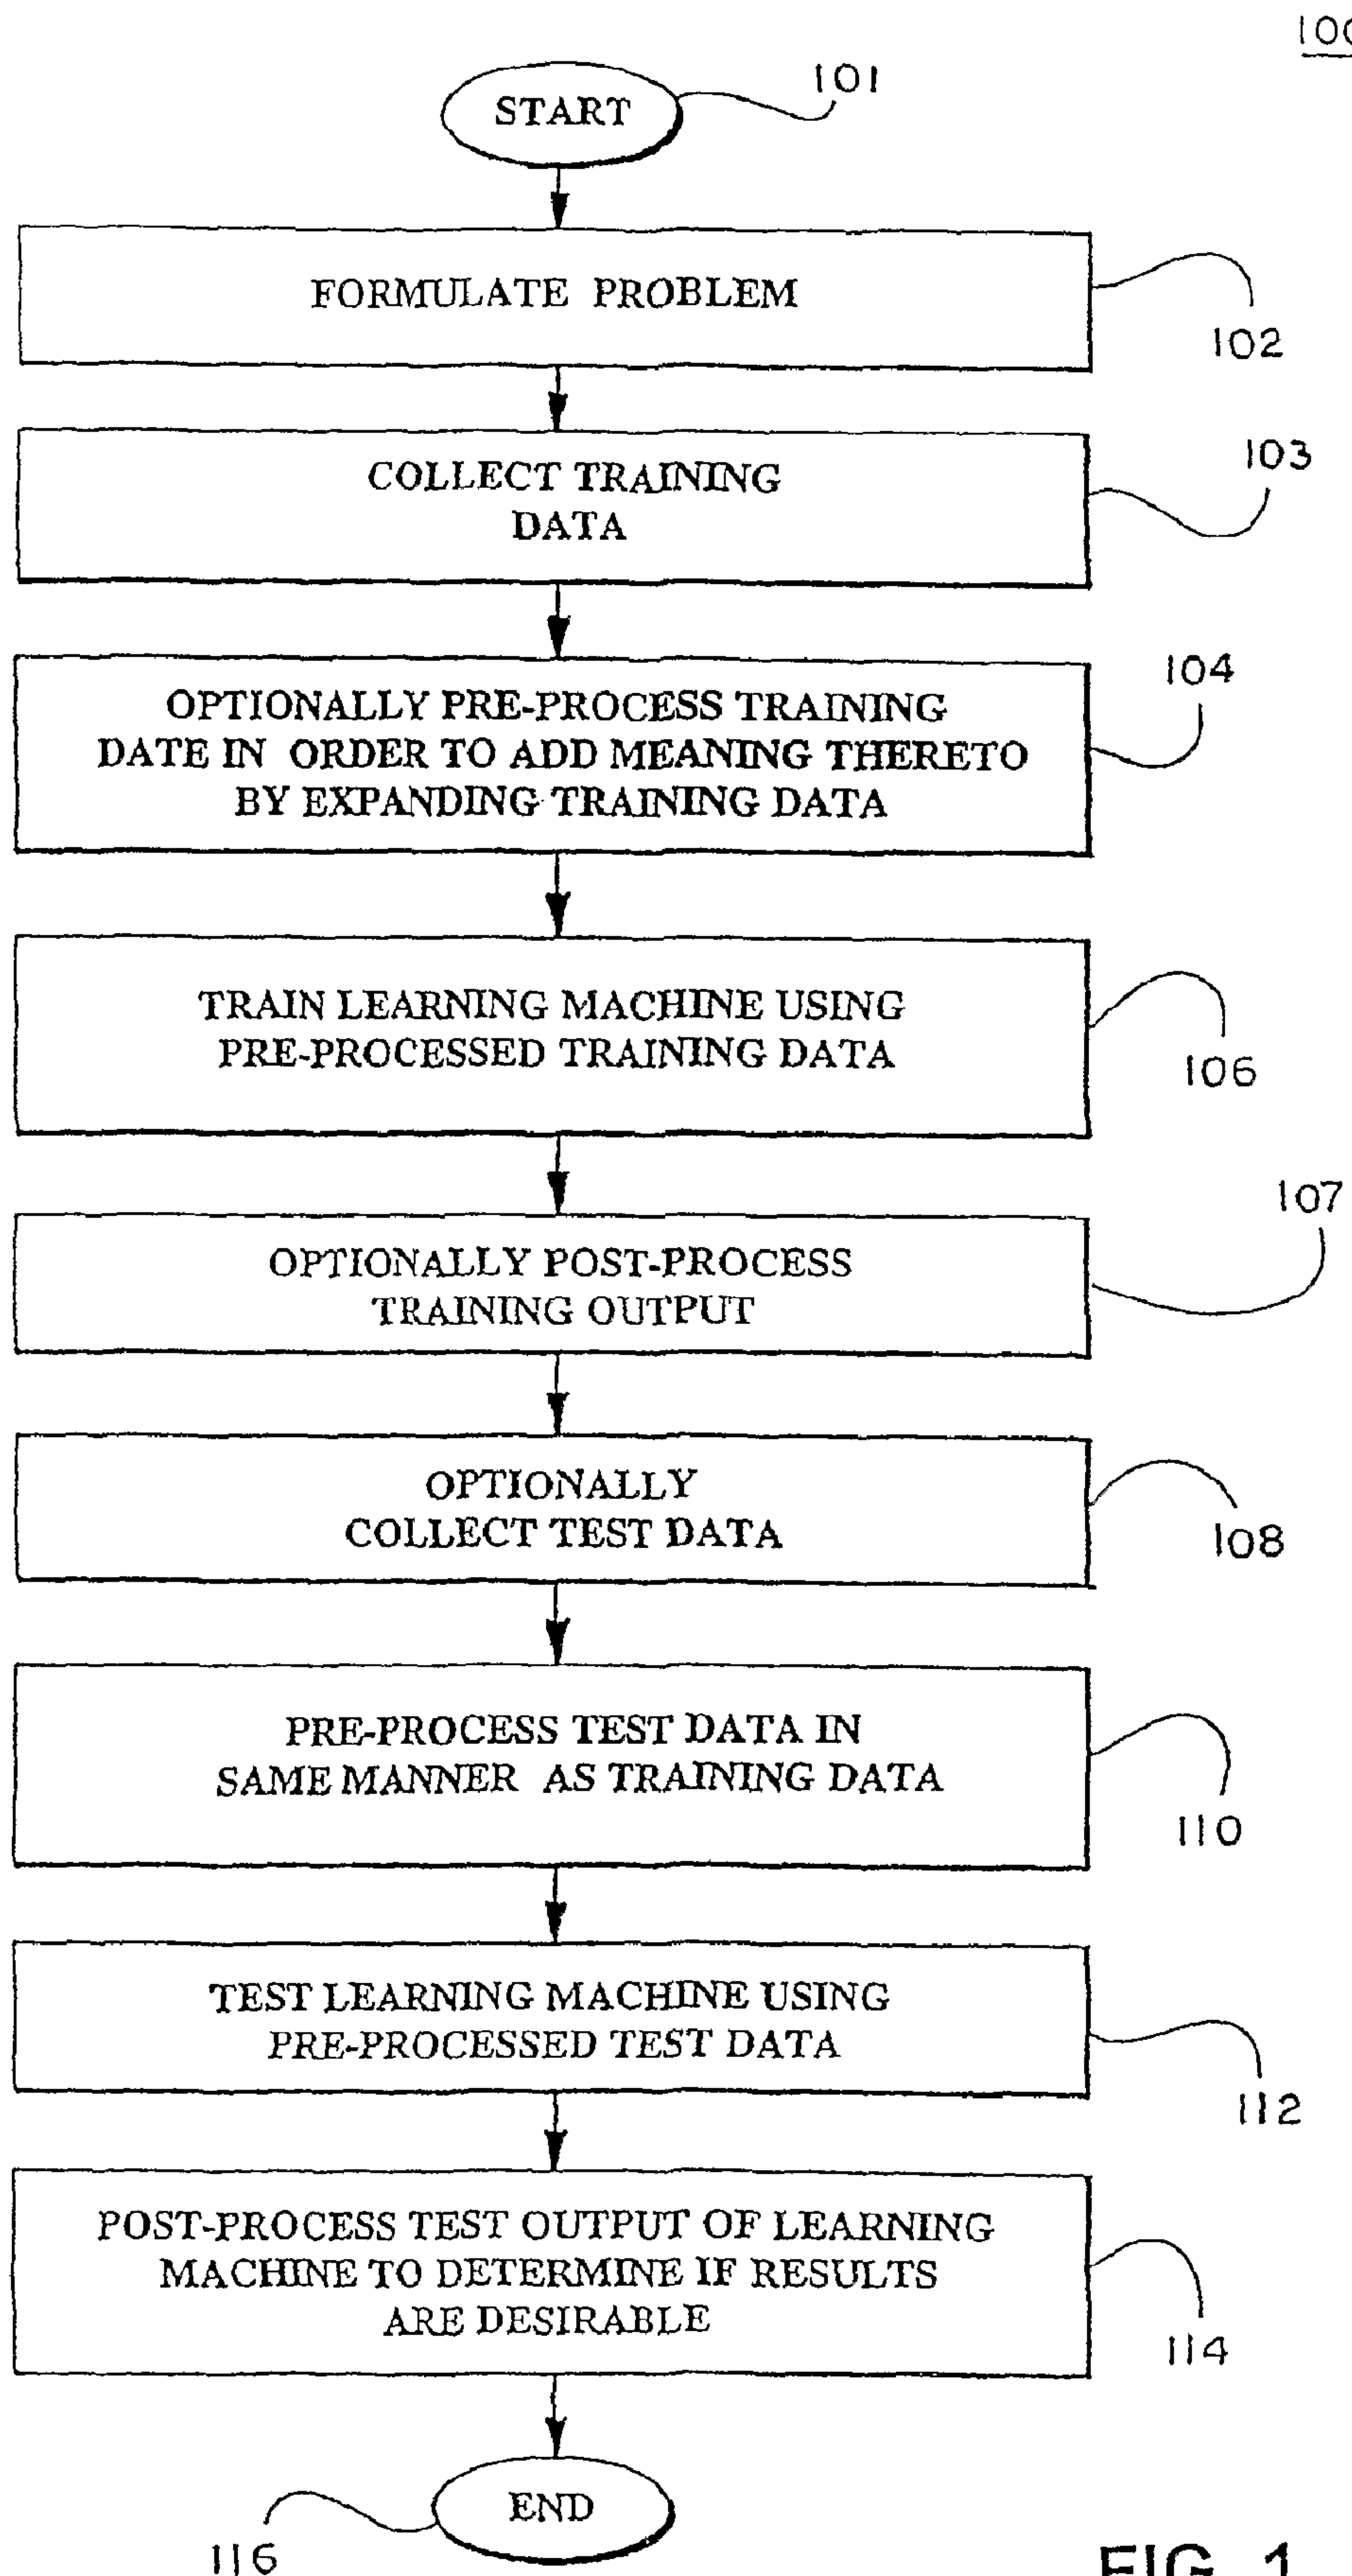 100
START
101
FORMULATE PROBLEM
102
COLLECT TRAINING
DATA
103
OPTIONALLY PRE-PROCESS TRAINING
DATE IN ORDER TO ADD MEANING THERETO
BY EXPANDING TRAINING DATA
104
TRAIN LEARNING MACHINE USING
PRE-PROCESSED TRAINING DATA
106
OPTIONALLY POST-PROCESS
TRAINING OUTPUT
107
OPTIONALLY
COLLECT TEST DATA
108
PRE-PROCESS TEST DATA IN
SAME MANNER AS TRAINING DATA
110
TEST LEARNING MACHINE USING
PRE-PROCESSED TEST DATA
112
POST-PROCESS TEST OUTPUT OF LEARNING
MACHINE TO DETERMINE IF RESULTS
ARE DESIRABLE
114
END
116
FIG. 1